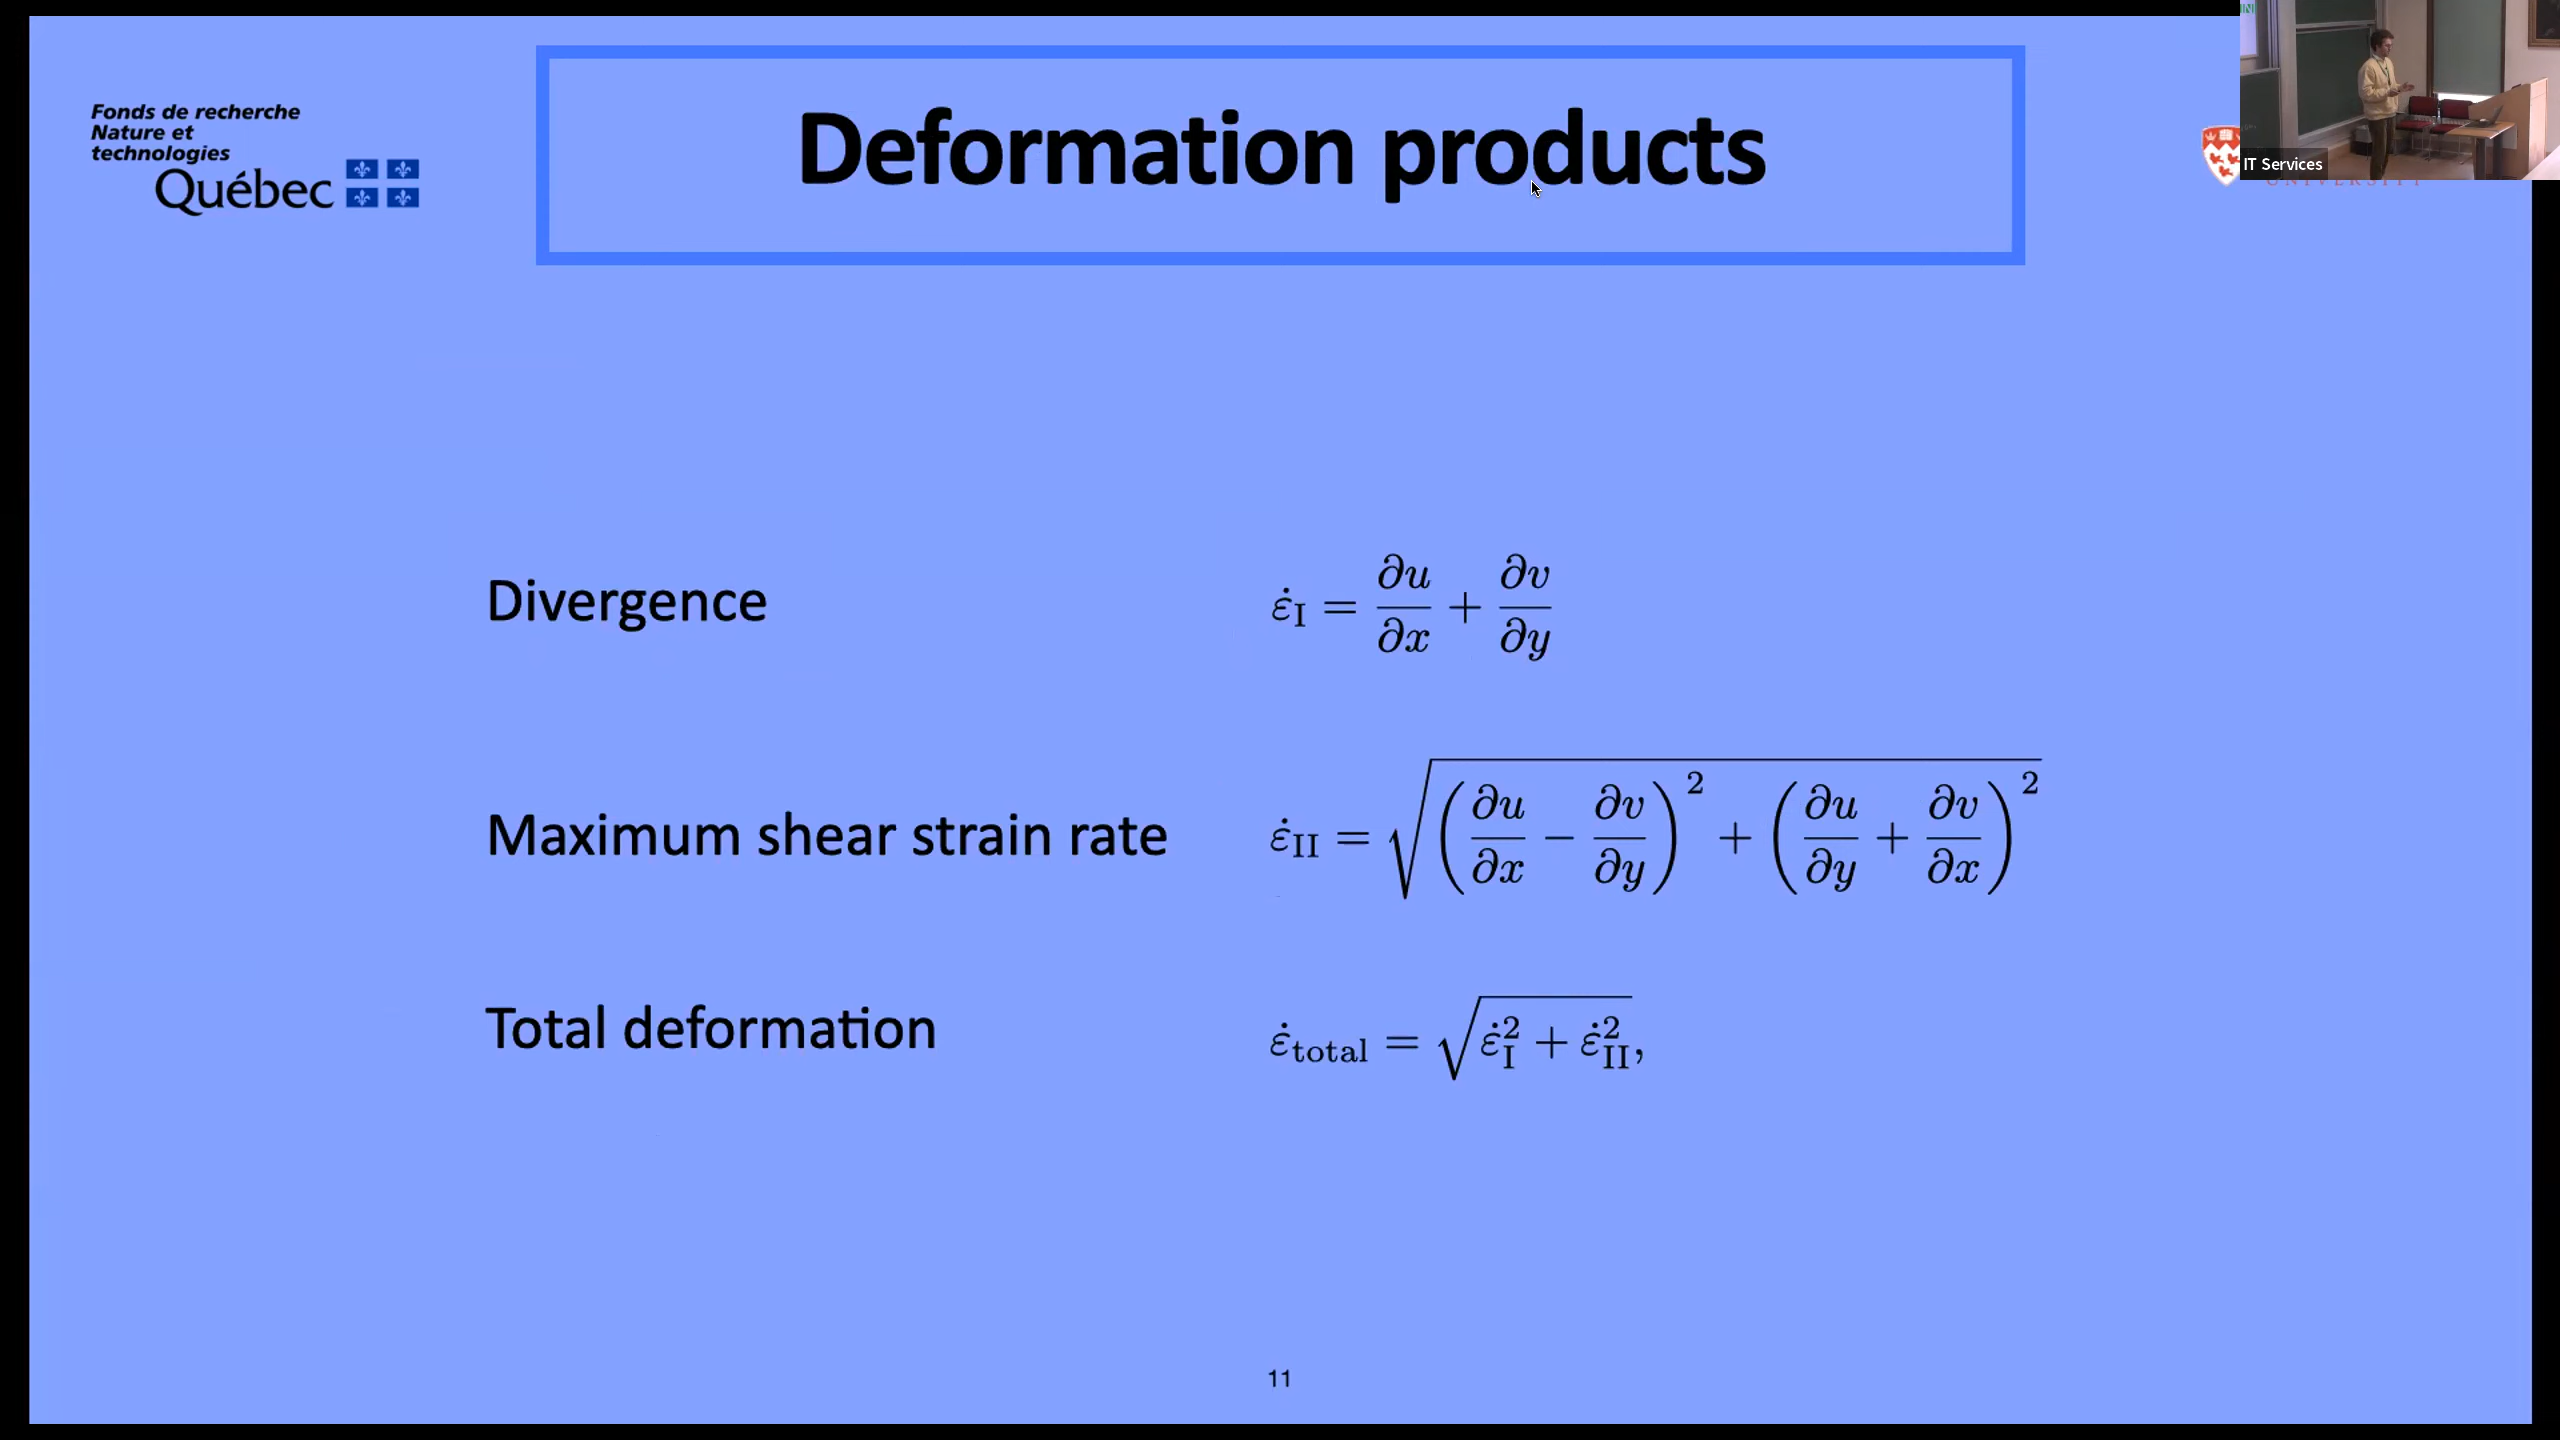 Fonds de recherche
Nature et
technologies
Québec
Deformation products
IT Services
UNIVERSITY
Divergence
ε̇_I = ∂u/∂x + ∂v/∂y
Maximum shear strain rate
ε̇_II = √((∂u/∂x − ∂v/∂y)² + (∂u/∂y + ∂v/∂x)²)
Total deformation
ε̇_total = √(ε̇_I² + ε̇_II²),
11